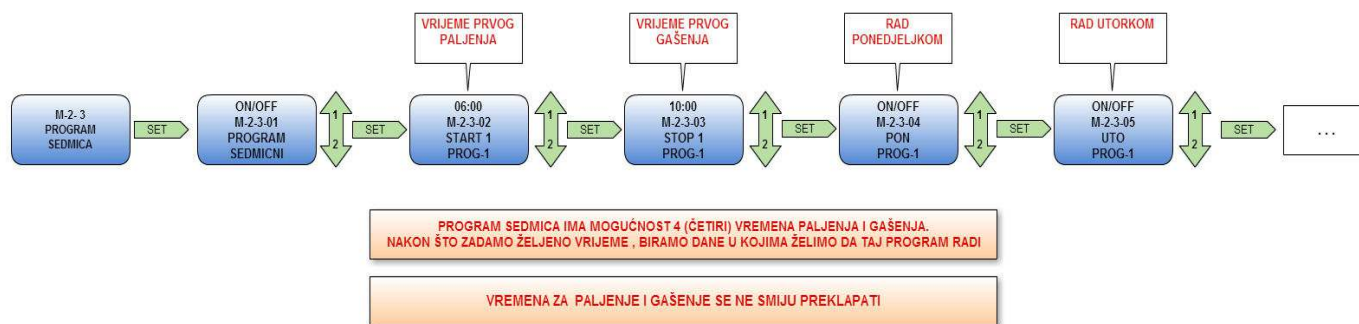 VRIJEME PRVOG
PALJENJA
VRIJEME PRVOG
GAŠENJA
RAD
PONEDJELJKOM
RAD UTORKOM
M-2- 3
PROGRAM
SEDMICA
SET
ON/OFF
M-2-3-01
PROGRAM
SEDMICNI
1
2
SET
06:00
M-2-3-02
START 1
PROG-1
1
2
SET
10:00
M-2-3-03
STOP 1
PROG-1
1
2
SET
ON/OFF
M-2-3-04
PON
PROG-1
1
2
SET
ON/OFF
M-2-3-05
UTO
PROG-1
1
2
SET
...
PROGRAM SEDMICA IMA MOGUĆNOST 4 (ČETIRI) VREMENA PALJENJA I GAŠENJA.
NAKON ŠTO ZADAMO ŽELJENO VRIJEME , BIRAMO DANE U KOJIMA ŽELIMO DA TAJ PROGRAM RADI
VREMENA ZA PALJENJE I GAŠENJE SE NE SMIJU PREKLAPATI